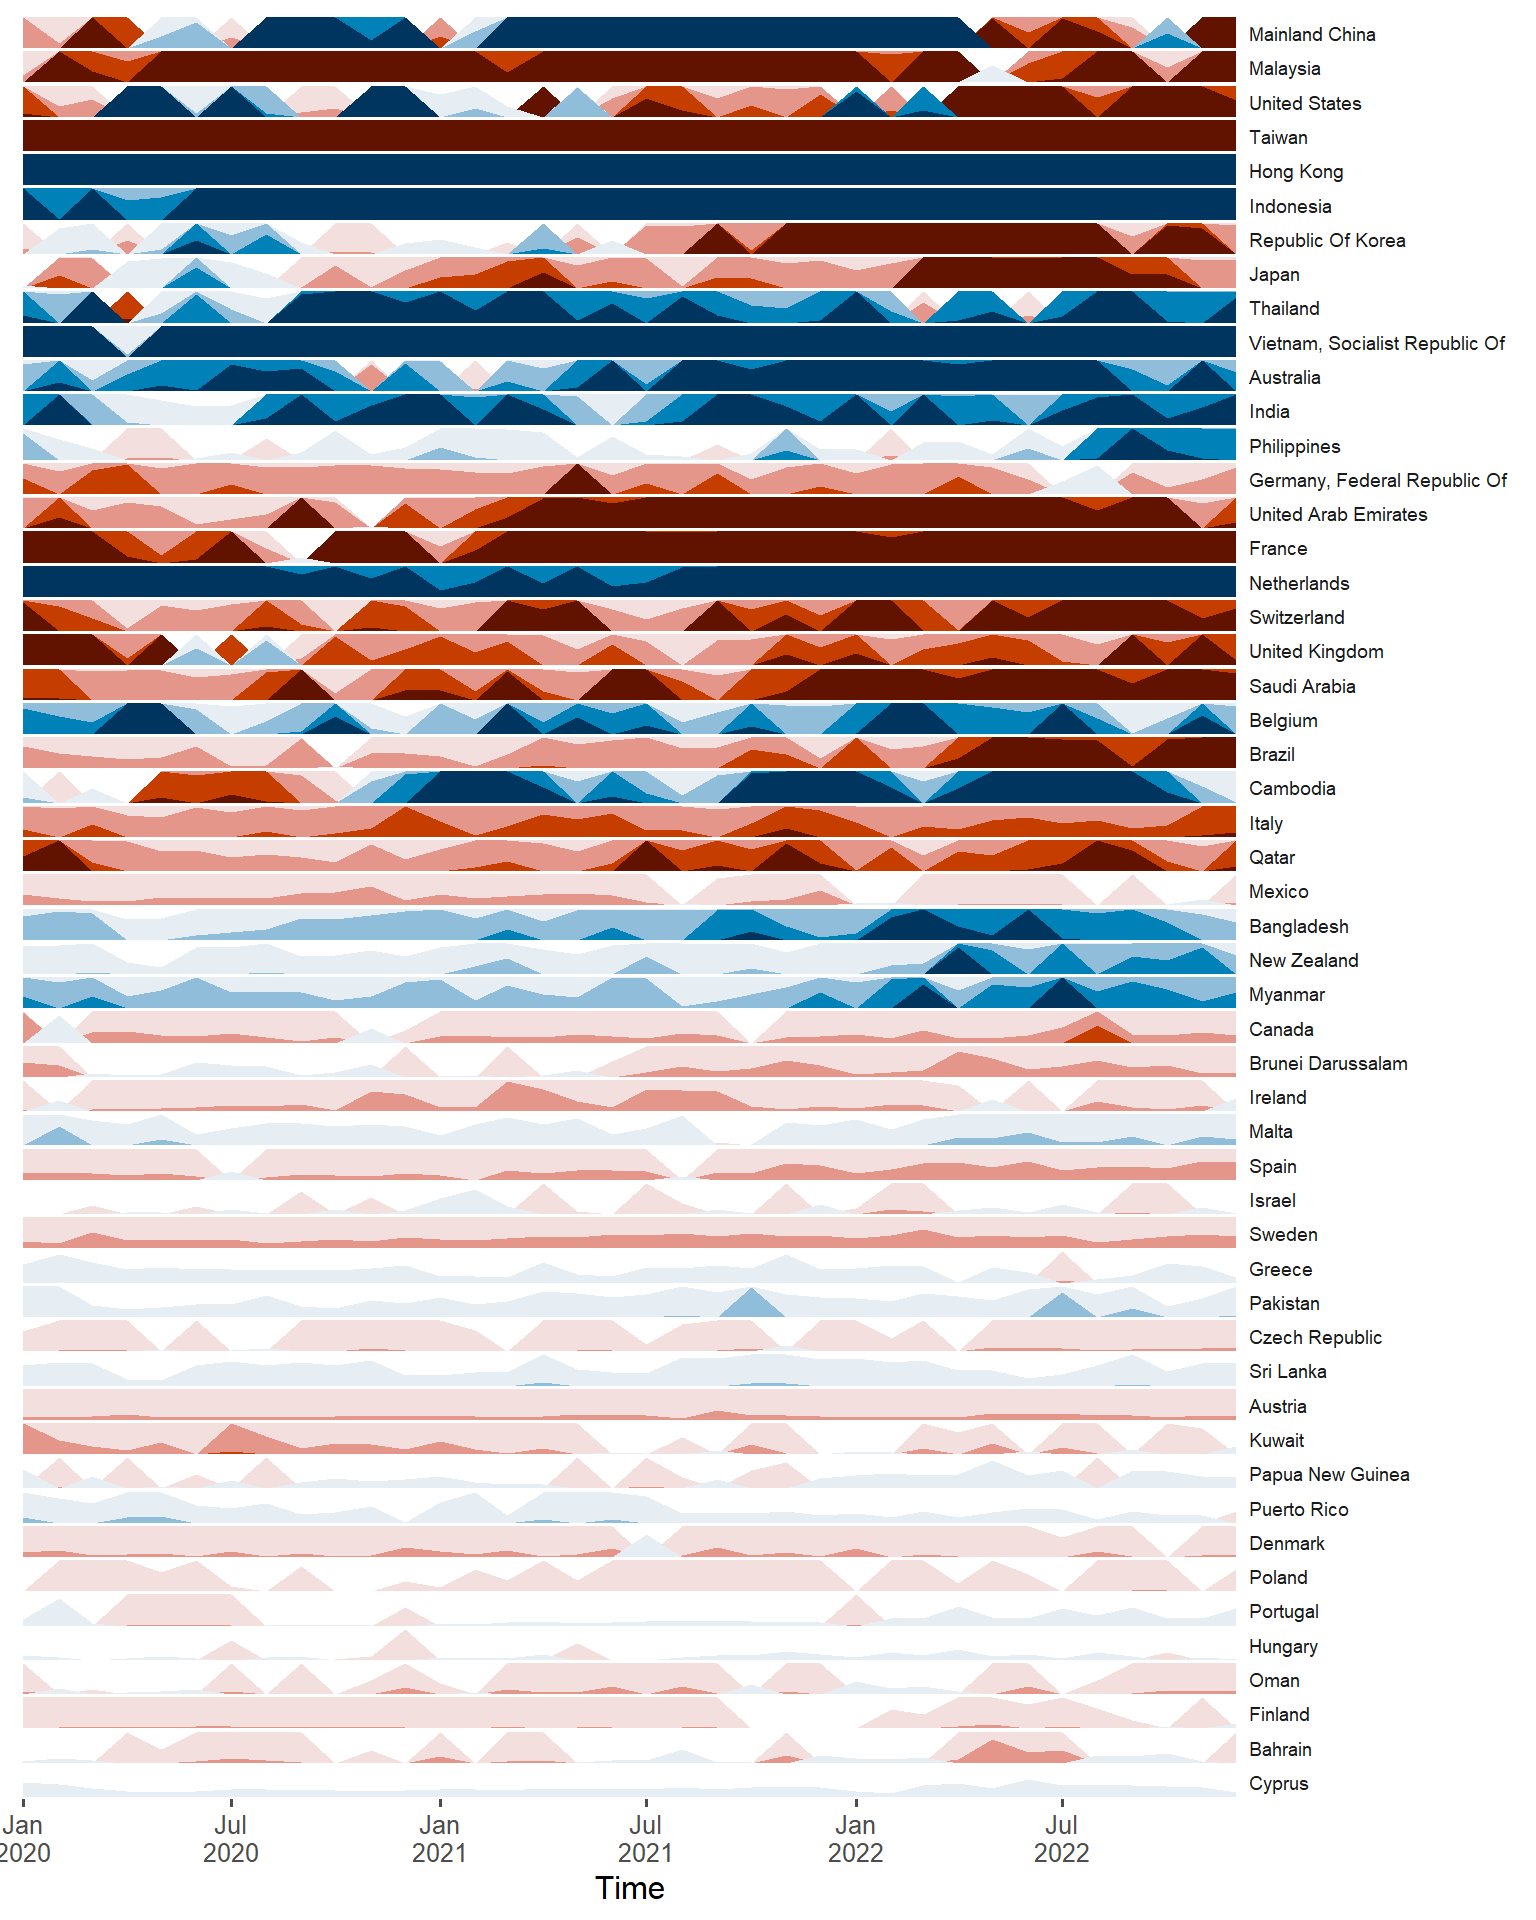 Mainland China
Malaysia
United States
Taiwan
Hong Kong
Indonesia
Republic Of Korea
Japan
Thailand
Vietnam, Socialist Republic Of
Australia
India
Philippines
Germany, Federal Republic Of
United Arab Emirates
France
Netherlands
Switzerland
United Kingdom
Saudi Arabia
Belgium
Brazil
Cambodia
Italy
Qatar
Mexico
Bangladesh
New Zealand
Myanmar
Canada
Brunei Darussalam
Ireland
Malta
Spain
Israel
Sweden
Greece
Pakistan
Czech Republic
Sri Lanka
Austria
Kuwait
Papua New Guinea
Puerto Rico
Denmark
Poland
Portugal
Hungary
Oman
Finland
Bahrain
Cyprus
Jan Jul Jan Jul Jan Jul
2020 2020 2021 2021 2022 2022
Time